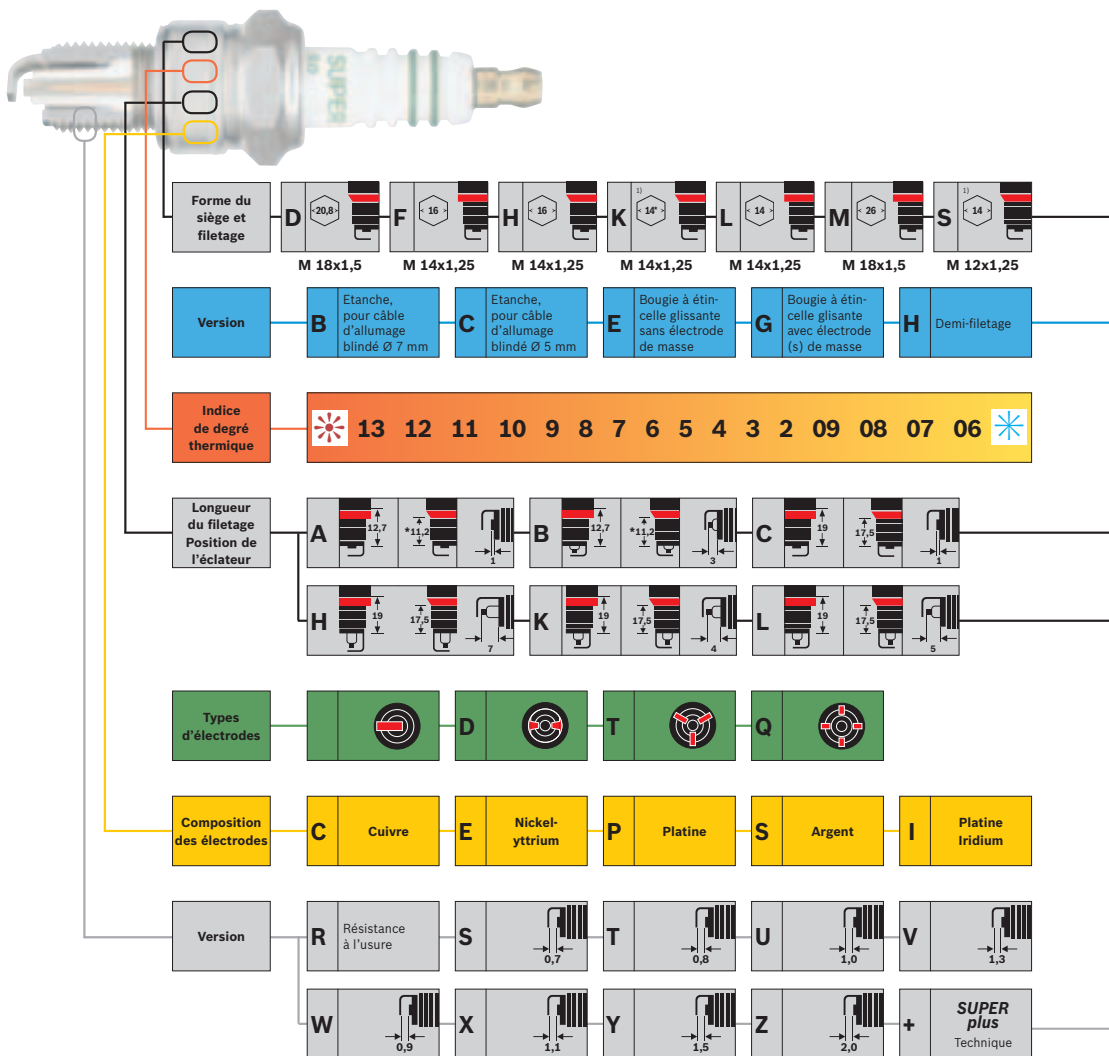 SUPER
Forme du
siège et
filetage
D <20,8> F <16> H <16> K 1) <14*> L <14> M <26> S 1) <14>
M 18x1,5 M 14x1,25 M 14x1,25 M 14x1,25 M 14x1,25 M 18x1,5 M 12x1,25
Version
B
Etanche,
pour câble
d'allumage
blindé Ø 7 mm
C
Etanche,
pour câble
d'allumage
blindé Ø 5 mm
E
Bougie à étin-
celle glissante
sans électrode
de masse
G
Bougie à étin-
celle glisante
avec électrode
(s) de masse
H
Demi-filetage
Indice
de degré
thermique
13 12 11 10 9 8 7 6 5 4 3 2 09 08 07 06
Longueur
du filetage
Position de
l'éclateur
A 12,7 *11,2 1 B 12,7 *11,2 3 C 19 17,5 1
H 19 17,5 7 K 19 17,5 4 L 19 17,5 5
Types
d'électrodes
D T Q
Composition
des électrodes
C Cuivre
E
Nickel-
yttrium
P Platine
S Argent
I
Platine
Iridium
Version
R
Résistance
à l'usure
S 0,7 T 0,8 U 1,0 V 1,3
W 0,9 X 1,1 Y 1,5 Z 2,0 +
SUPER
plus
Technique